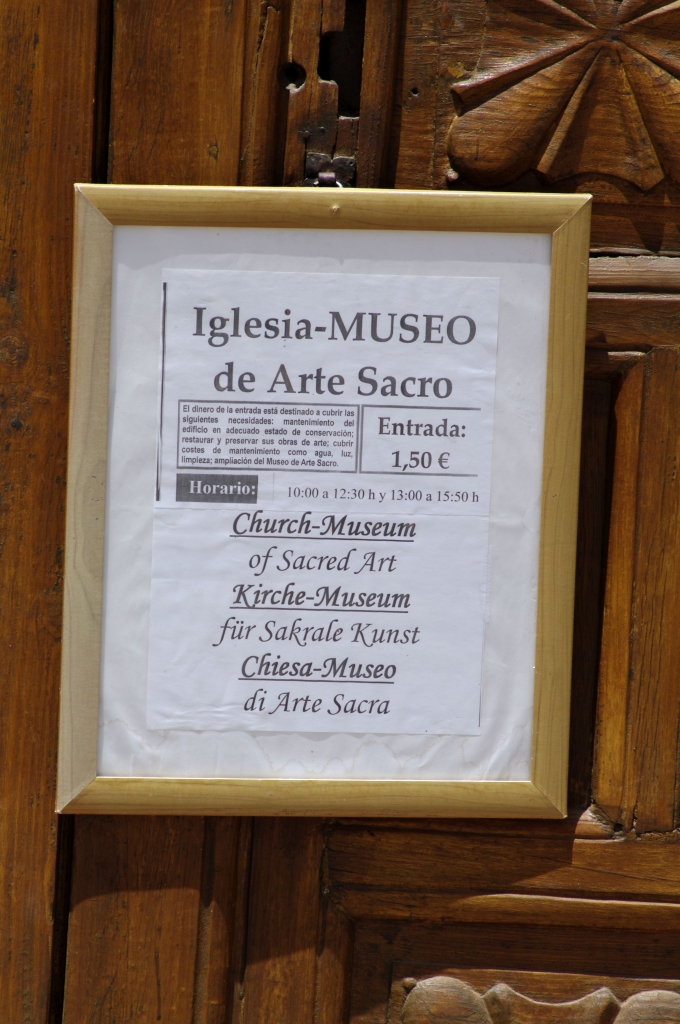 Iglesia-MUSEO
de Arte Sacro
El dinero de la entrada está destinado a cubrir las
siguientes necesidades: mantenimiento del
edificio en adecuado estado de conservación;
restaurar y preservar sus obras de arte; cubrir
costes de mantenimiento como agua, luz,
limpieza; ampliación del Museo de Arte Sacro.
Entrada:
1,50 €
Horario:
10:00 a 12:30 h y 13:00 a 15:50 h
Church-Museum
of Sacred Art
Kirche-Museum
für Sakrale Kunst
Chiesa-Museo
di Arte Sacra